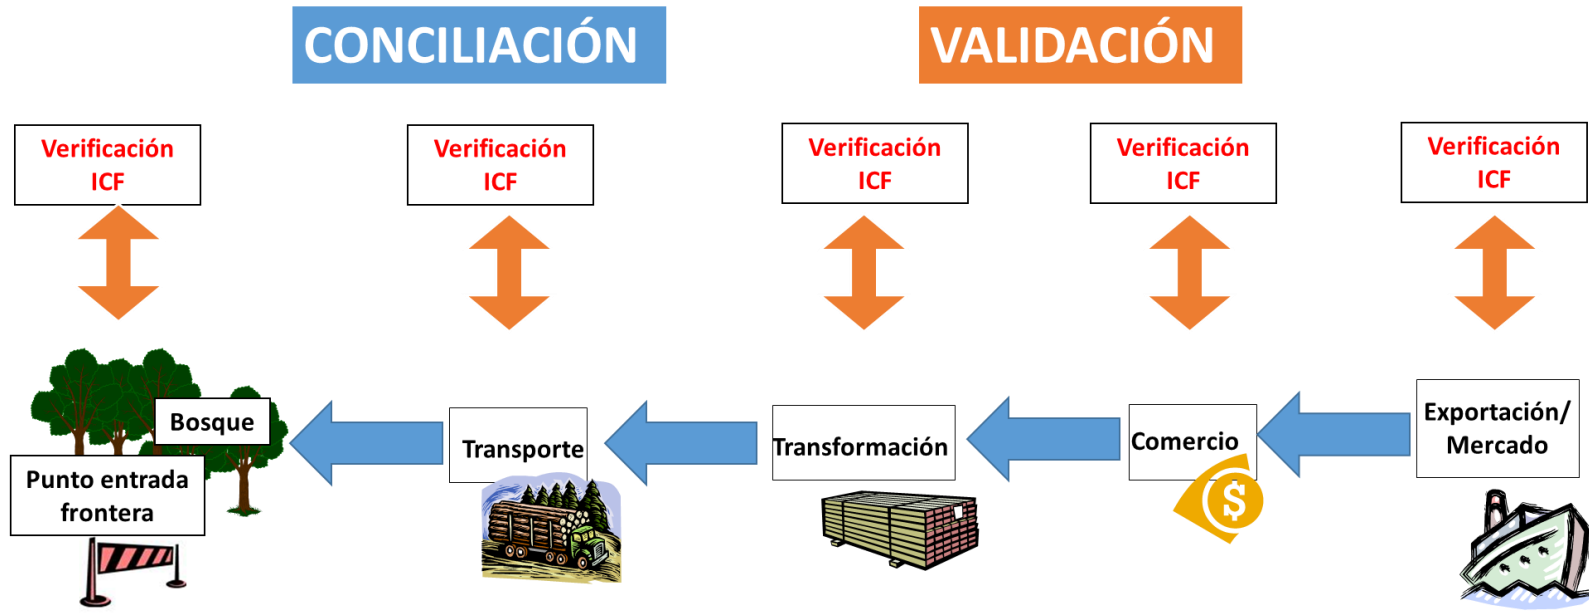 CONCILIACIÓN
VALIDACIÓN
Verificación
ICF
Verificación
ICF
Verificación
ICF
Verificación
ICF
Verificación
ICF
Bosque
Punto entrada
frontera
Transporte
Transformación
Comercio
$
Exportación/
Mercado